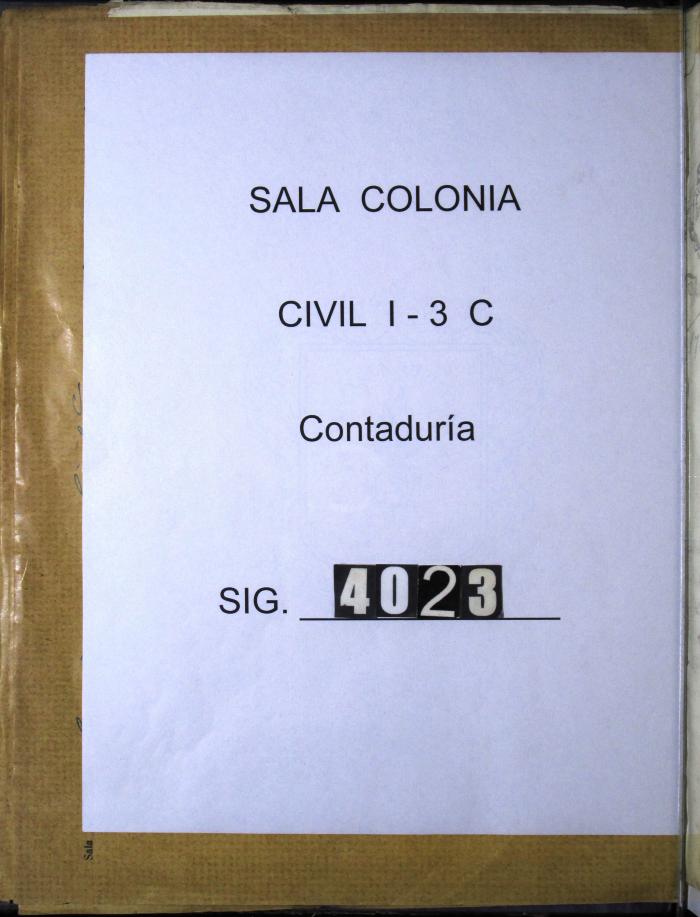 SALA COLONIA
CIVIL I - 3 C
Contaduría
SIG. 4023
Sala